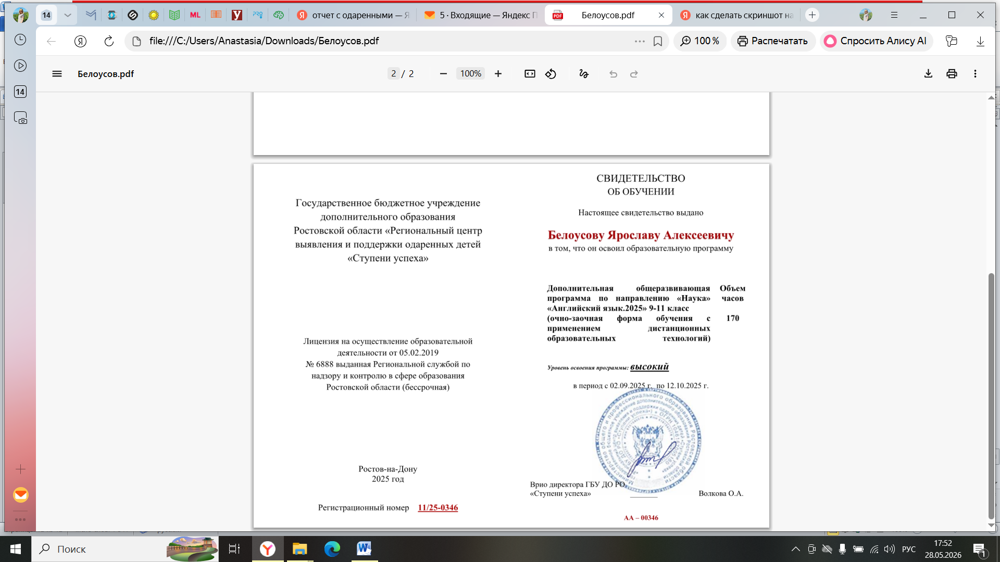 14
отчет с одаренными — Я
5 · Входящие — Яндекс П
Белоусов.pdf
как сделать скриншот на
file:///C:/Users/Anastasia/Downloads/Белоусов.pdf
100 %
Распечатать
Спросить Алису AI
Белоусов.pdf
2 / 2
100%
14
Государственное бюджетное учреждение
дополнительного образования
Ростовской области «Региональный центр
выявления и поддержки одаренных детей
«Ступени успеха»
Лицензия на осуществление образовательной
деятельности от 05.02.2019
№ 6888 выданная Региональной службой по
надзору и контролю в сфере образования
Ростовской области (бессрочная)
Ростов-на-Дону
2025 год
Регистрационный номер 11/25-0346
СВИДЕТЕЛЬСТВО
ОБ ОБУЧЕНИИ
Настоящее свидетельство выдано
Белоусову Ярославу Алексеевичу
в том, что он освоил образовательную программу
Дополнительная общеразвивающая Объем
программа по направлению «Наука» часов
«Английский язык.2025» 9-11 класс
(очно-заочная форма обучения с 170
применением дистанционных
образовательных технологий)
Уровень освоения программы: высокий
в период с 02.09.2025 г. по 12.10.2025 г.
Врио директора ГБУ ДО РО
«Ступени успеха» Волкова О.А.
АА – 00346
Поиск
РУС
17:52
28.05.2026
1